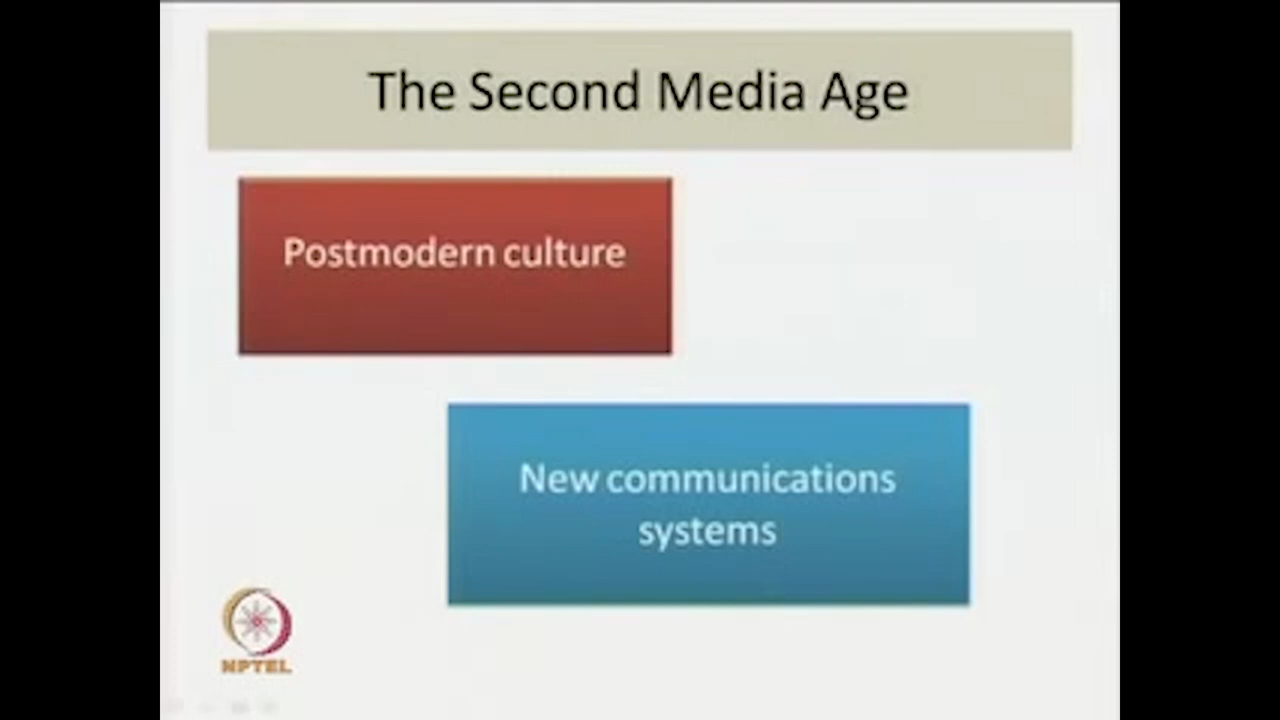 The Second Media Age
Postmodern culture
New communications
systems
NPTEL